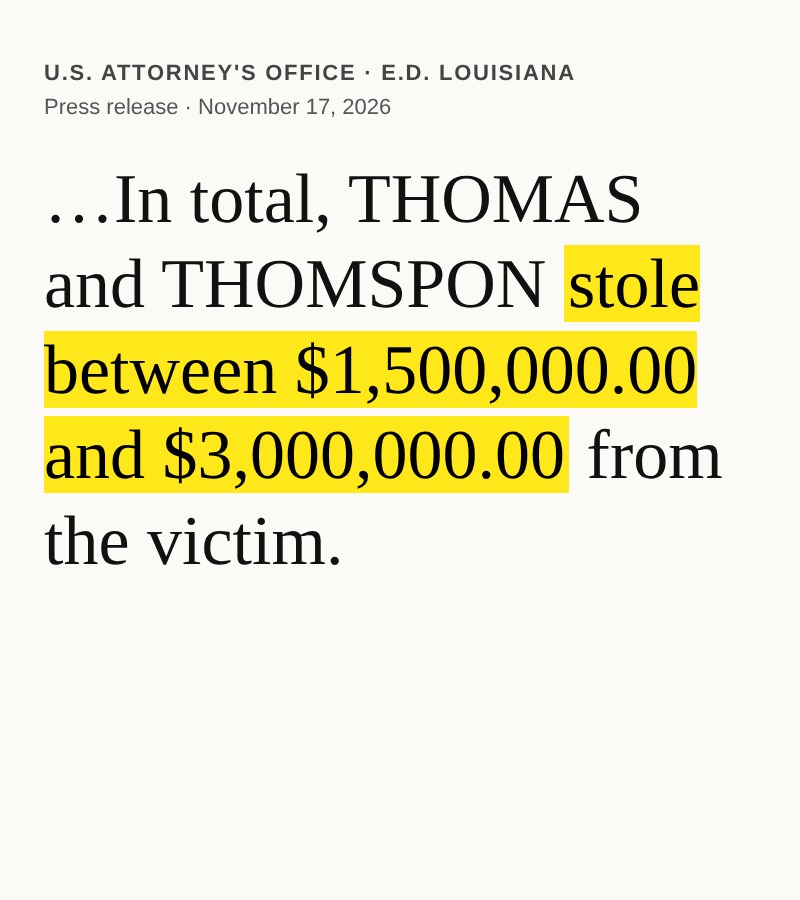 U.S. ATTORNEY'S OFFICE · E.D. LOUISIANA
Press release · November 17, 2026
…In total, THOMAS
and THOMSPON stole
between $1,500,000.00
and $3,000,000.00 from
the victim.